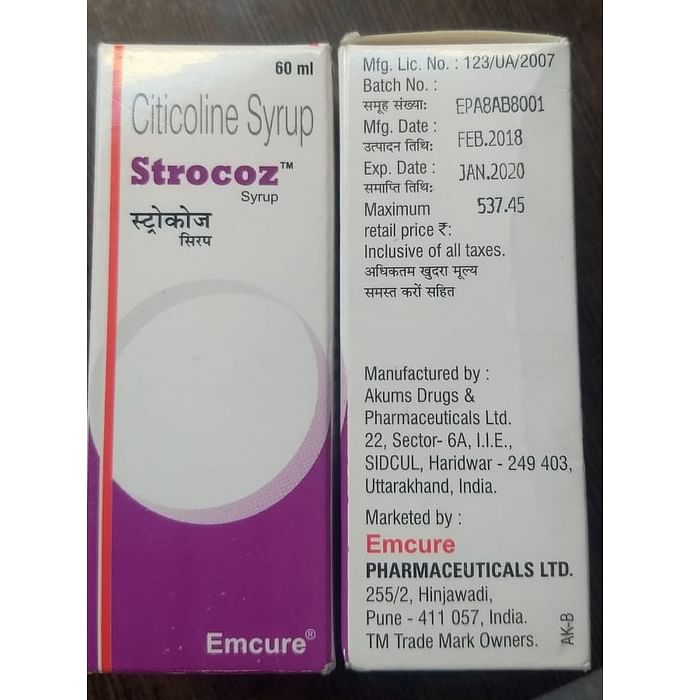 60 ml
Citicoline Syrup
Strocoz™
Syrup
स्ट्रोकोज
सिरप
Emcure®
Mfg. Lic. No. : 123/UA/2007
Batch No. :
समूह संख्या: EPA8AB8001
Mfg. Date :
उत्पादन तिथि: FEB.2018
Exp. Date : JAN.2020
समाप्ति तिथि:
Maximum 537.45
retail price ₹:
Inclusive of all taxes.
अधिकतम खुदरा मूल्य
समस्त करों सहित
Manufactured by :
Akums Drugs &
Pharmaceuticals Ltd.
22, Sector- 6A, I.I.E.,
SIDCUL, Haridwar - 249 403,
Uttarakhand, India.
Marketed by :
Emcure
PHARMACEUTICALS LTD.
255/2, Hinjawadi,
Pune - 411 057, India.
TM Trade Mark Owners.
AK-B